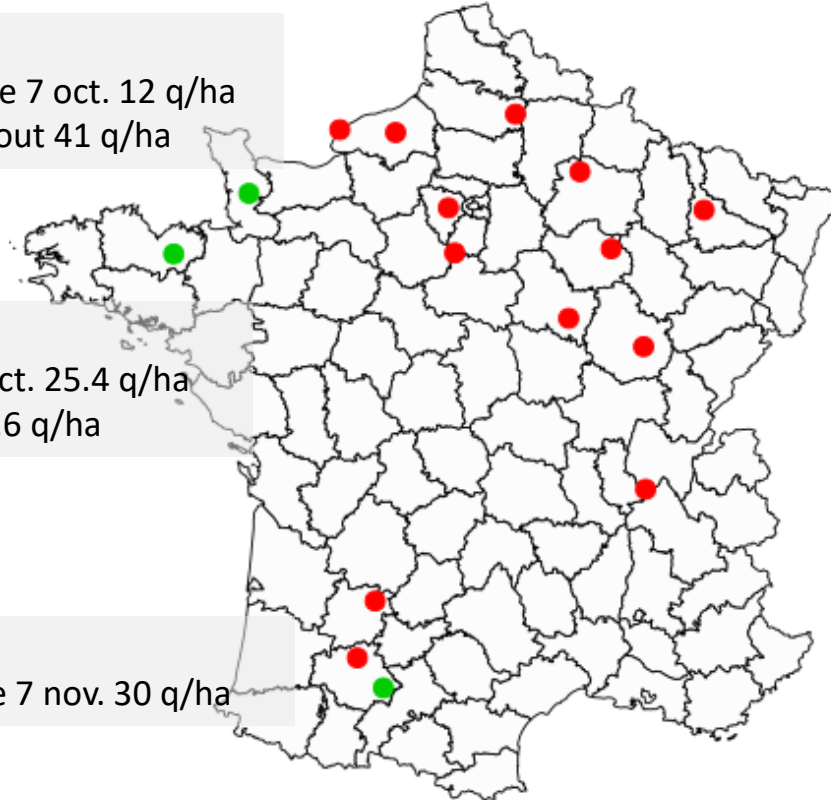 e 7 oct. 12 q/ha
out 41 q/ha
ct. 25.4 q/ha
.6 q/ha
e 7 nov. 30 q/ha